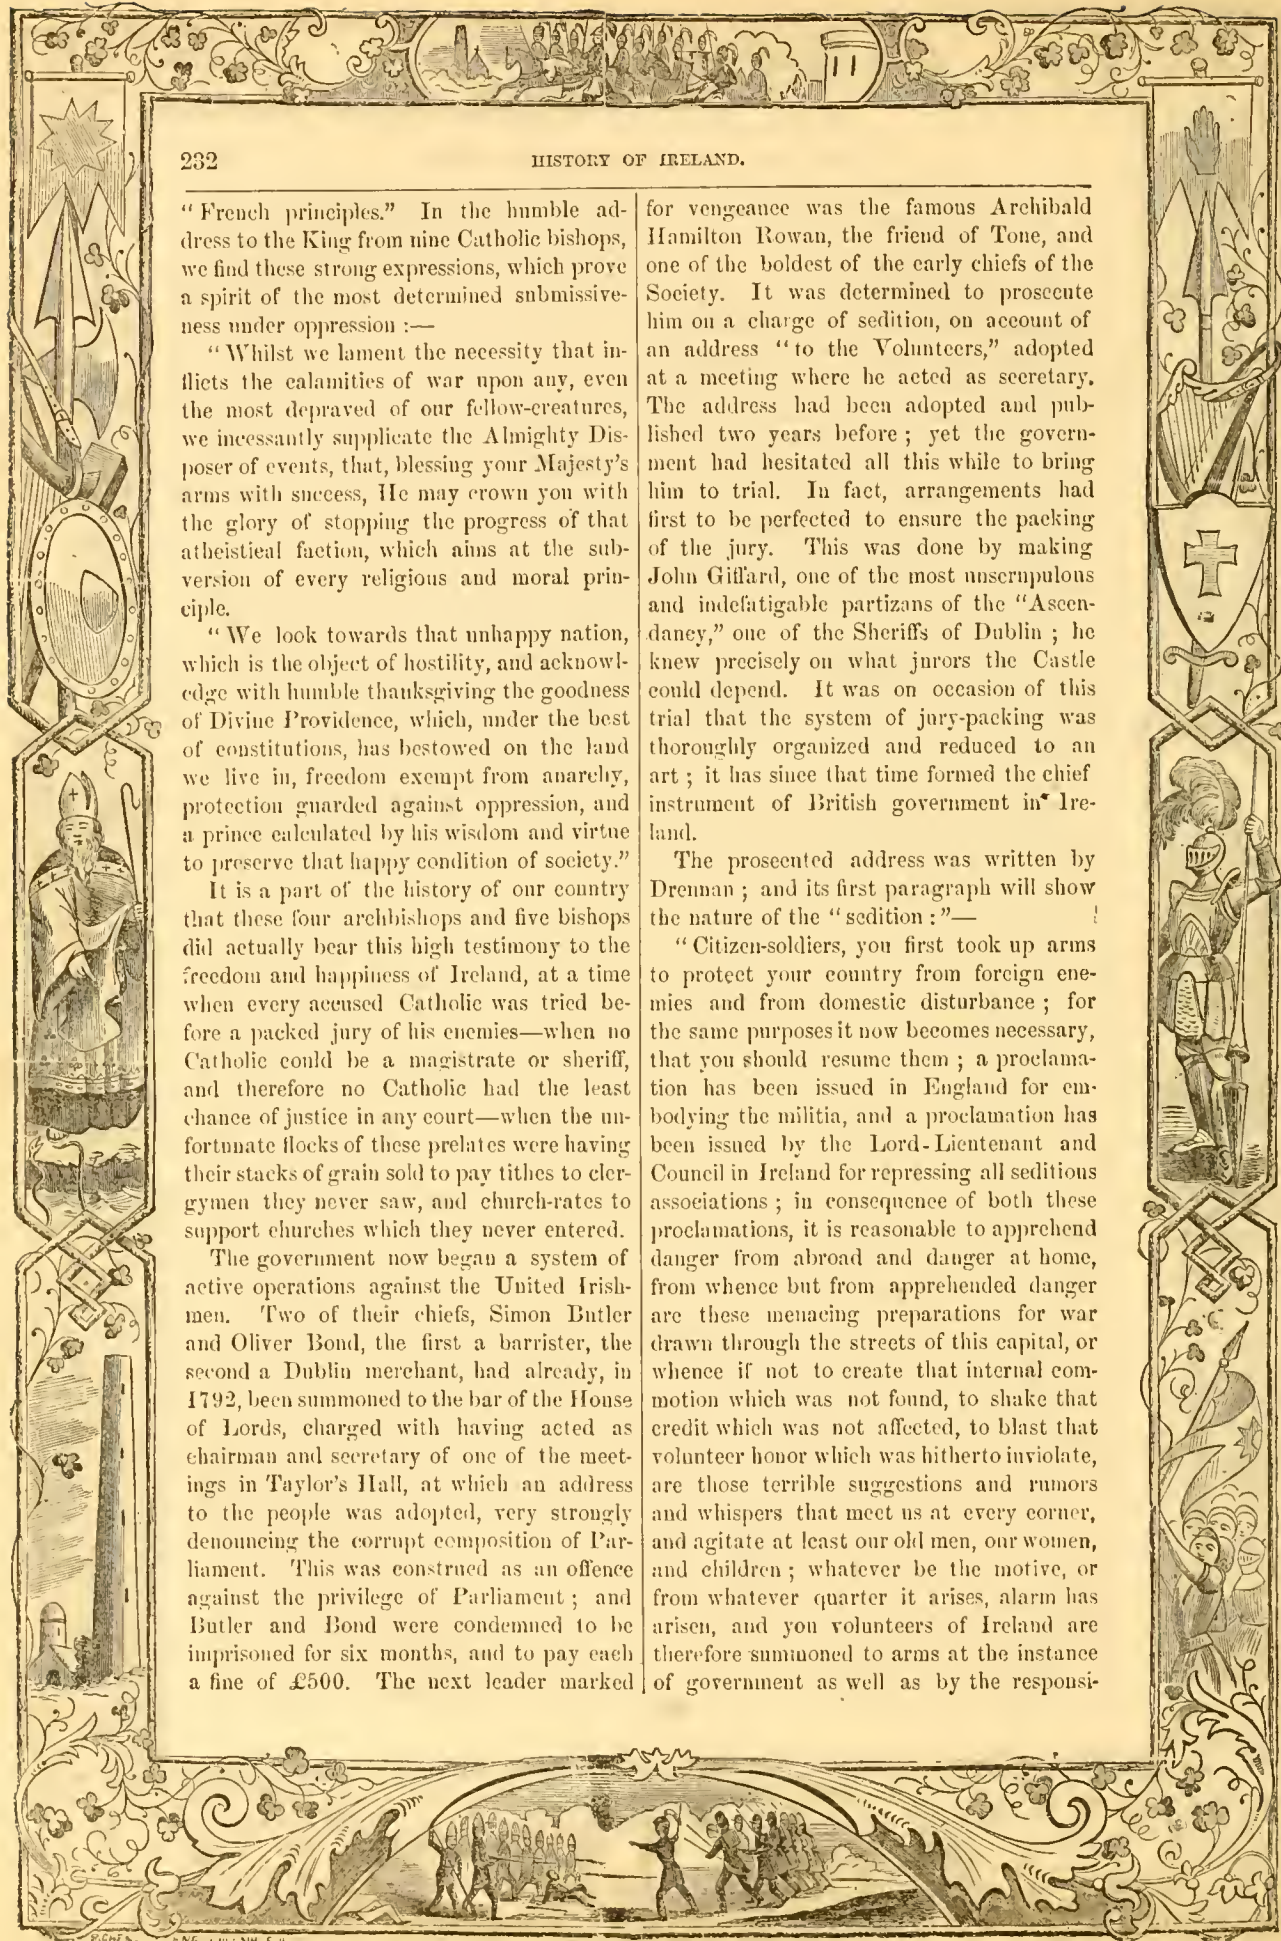 232
HISTORY OF IRELAND.
“ French principles.” In the humble ad-
dress to the King from nine Catholic bishops,
we find these strong expressions, which prove
a spirit of the most determined submissive-
ness under oppression :—
“ Whilst we lament the necessity that in-
flicts the calamities of war upon any, even
the most depraved of our fellow-creatures,
we incessantly supplicate the Almighty Dis-
poser of events, that, blessing your Majesty’s
arms with success, He may crown you with
the glory of stopping the progress of that
atheistical faction, which aims at the sub-
version of every religious and moral prin-
ciple.
“ We look towards that unhappy nation,
which is the object of hostility, and acknowl-
edge with humble thanksgiving the goodness
of Divine Providence, which, under the best
of constitutions, has bestowed on the land
we live in, freedom exempt from anarchy,
protection guarded against oppression, and
a prince calculated by his wisdom and virtue
to preserve that happy condition of society.”
It is a part of the history of our country
that these four archbishops and five bishops
did actually bear this high testimony to the
freedom and happiness of Ireland, at a time
when every accused Catholic was tried be-
fore a packed jury of his enemies—when no
Catholic could be a magistrate or sheriff,
and therefore no Catholic had the least
chance of justice in any court—when the un-
fortunate flocks of these prelates were having
their stacks of grain sold to pay tithes to cler-
gymen they never saw, and church-rates to
support churches which they never entered.
The government now began a system of
active operations against the United Irish-
men. Two of their chiefs, Simon Butler
and Oliver Bond, the first a barrister, the
second a Dublin merchant, had already, in
1792, been summoned to the bar of the House
of Lords, charged with having acted as
chairman and secretary of one of the meet-
ings in Taylor’s Hall, at which an address
to the people was adopted, very strongly
denouncing the corrupt composition of Par-
liament. This was construed as an offence
against the privilege of Parliament ; and
Butler and Bond were condemned to be
imprisoned for six months, and to pay each
a fine of £500. The next leader marked
for vengeance was the famous Archibald
Hamilton Rowan, the friend of Tone, and
one of the boldest of the early chiefs of the
Society. It was determined to prosecute
him on a charge of sedition, on account of
an address “ to the Volunteers,” adopted
at a meeting where he acted as secretary.
The address had been adopted and pub-
lished two years before ; yet the govern-
ment had hesitated all this while to bring
him to trial. In fact, arrangements had
first to be perfected to ensure the packing
of the jury. This was done by making
John Giffard, one of the most unscrupulous
and indefatigable partizans of the “Ascen-
dancy,” one of the Sheriffs of Dublin ; he
knew precisely on what jurors the Castle
could depend. It was on occasion of this
trial that the system of jury-packing was
thoroughly organized and reduced to an
art ; it has since that time formed the chief
instrument of British government in Ire-
land.
The prosecuted address was written by
Drennan ; and its first paragraph will show
the nature of the “ sedition : ”—
“ Citizen-soldiers, you first took up arms
to protect your country from foreign ene-
mies and from domestic disturbance ; for
the same purposes it now becomes necessary,
that you should resume them ; a proclama-
tion has been issued in England for em-
bodying the militia, and a proclamation has
been issued by the Lord-Lieutenant and
Council in Ireland for repressing all seditious
associations ; in consequence of both these
proclamations, it is reasonable to apprehend
danger from abroad and danger at home,
from whence but from apprehended danger
are these menacing preparations for war
drawn through the streets of this capital, or
whence if not to create that internal com-
motion which was not found, to shake that
credit which was not affected, to blast that
volunteer honor which was hitherto inviolate,
are those terrible suggestions and rumors
and whispers that meet us at every corner,
and agitate at least our old men, our women,
and children ; whatever be the motive, or
from whatever quarter it arises, alarm has
arisen, and you volunteers of Ireland are
therefore summoned to arms at the instance
of government as well as by the responsi-